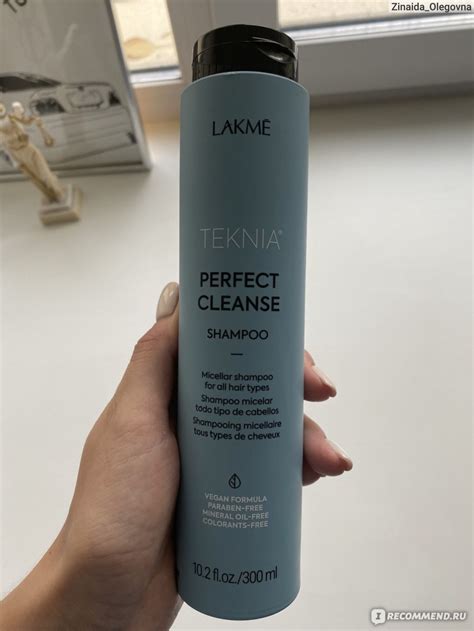 Zinaida_Olegovna
LAKMĒ
TEKNIA®
PERFECT
CLEANSE
SHAMPOO
Micellar shampoo
for all hair types
Shampoo micelar
todo tipo de cabellos
Shampooing micellaire
tous types de cheveux
VEGAN FORMULA
PARABEN-FREE
MINERAL OIL-FREE
COLORANTS-FREE
10.2 fl.oz./300 ml
RECOMMEND.RU